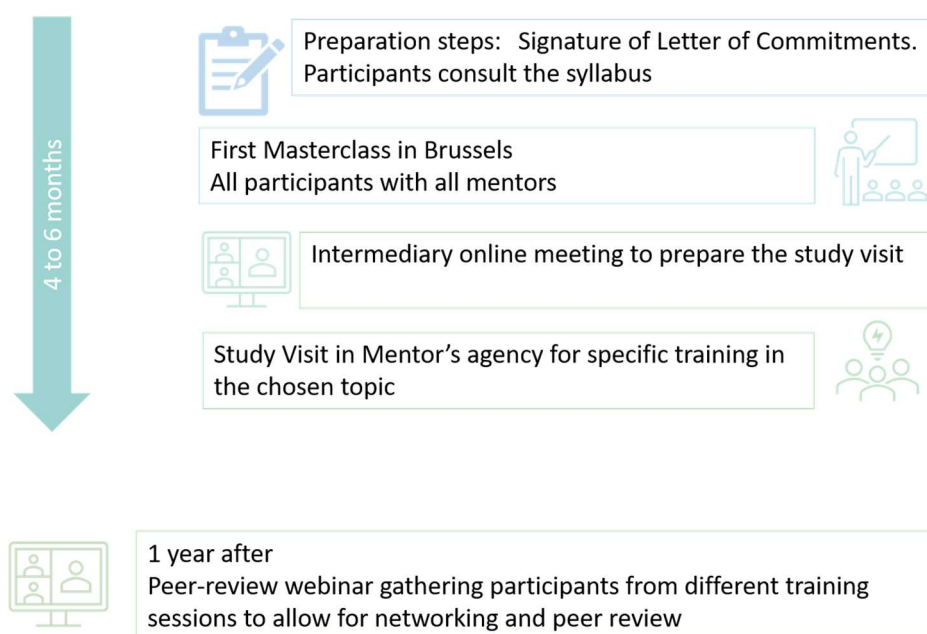 Preparation steps: Signature of Letter of Commitments.
Participants consult the syllabus
4 to 6 months
First Masterclass in Brussels
All participants with all mentors
Intermediary online meeting to prepare the study visit
Study Visit in Mentor's agency for specific training in
the chosen topic
1 year after
Peer-review webinar gathering participants from different training
sessions to allow for networking and peer review